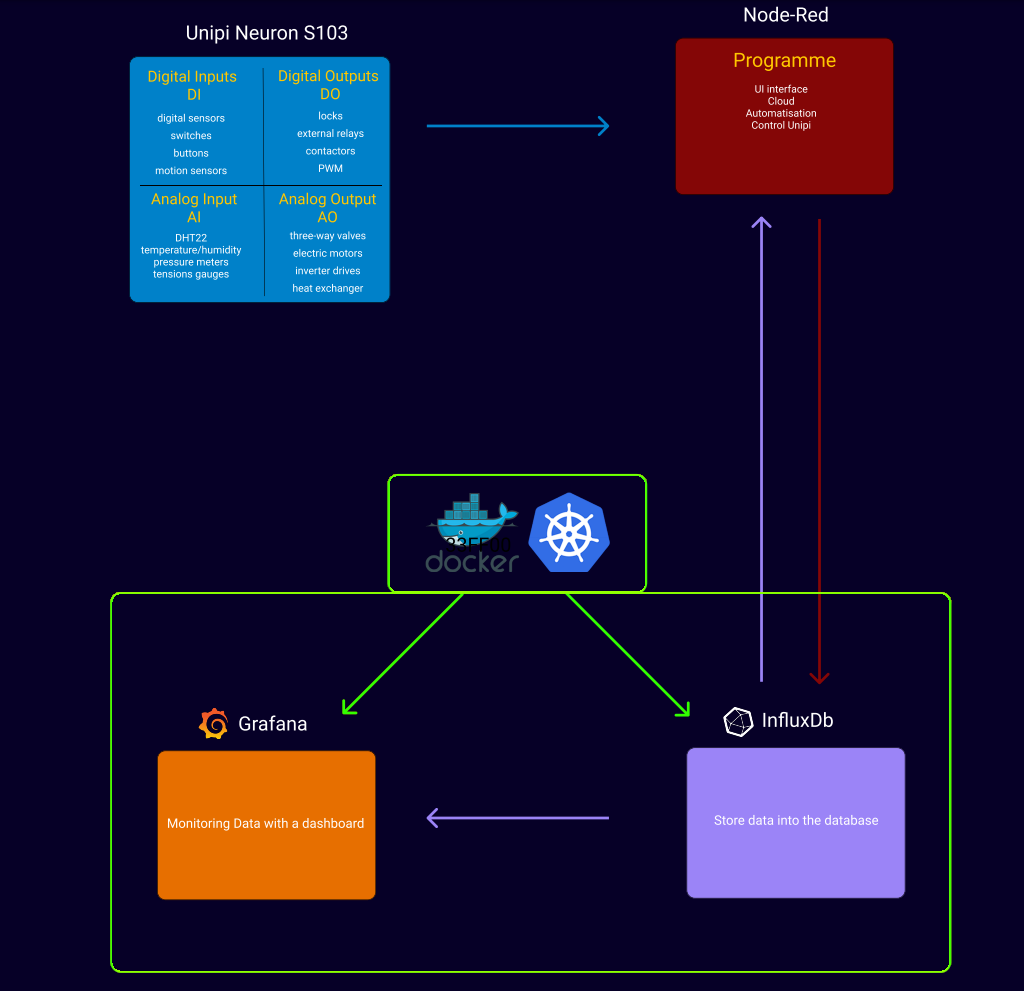 Unipi Neuron S103
Digital Inputs
DI
digital sensors
switches
buttons
motion sensors
Digital Outputs
DO
locks
external relays
contactors
PWM
Analog Input
AI
DHT22
temperature/humidity
pressure meters
tensions gauges
Analog Output
AO
three-way valves
electric motors
inverter drives
heat exchanger
Node-Red
Programme
UI interface
Cloud
Automatisation
Control Unipi
docker
Grafana
Monitoring Data with a dashboard
InfluxDb
Store data into the database